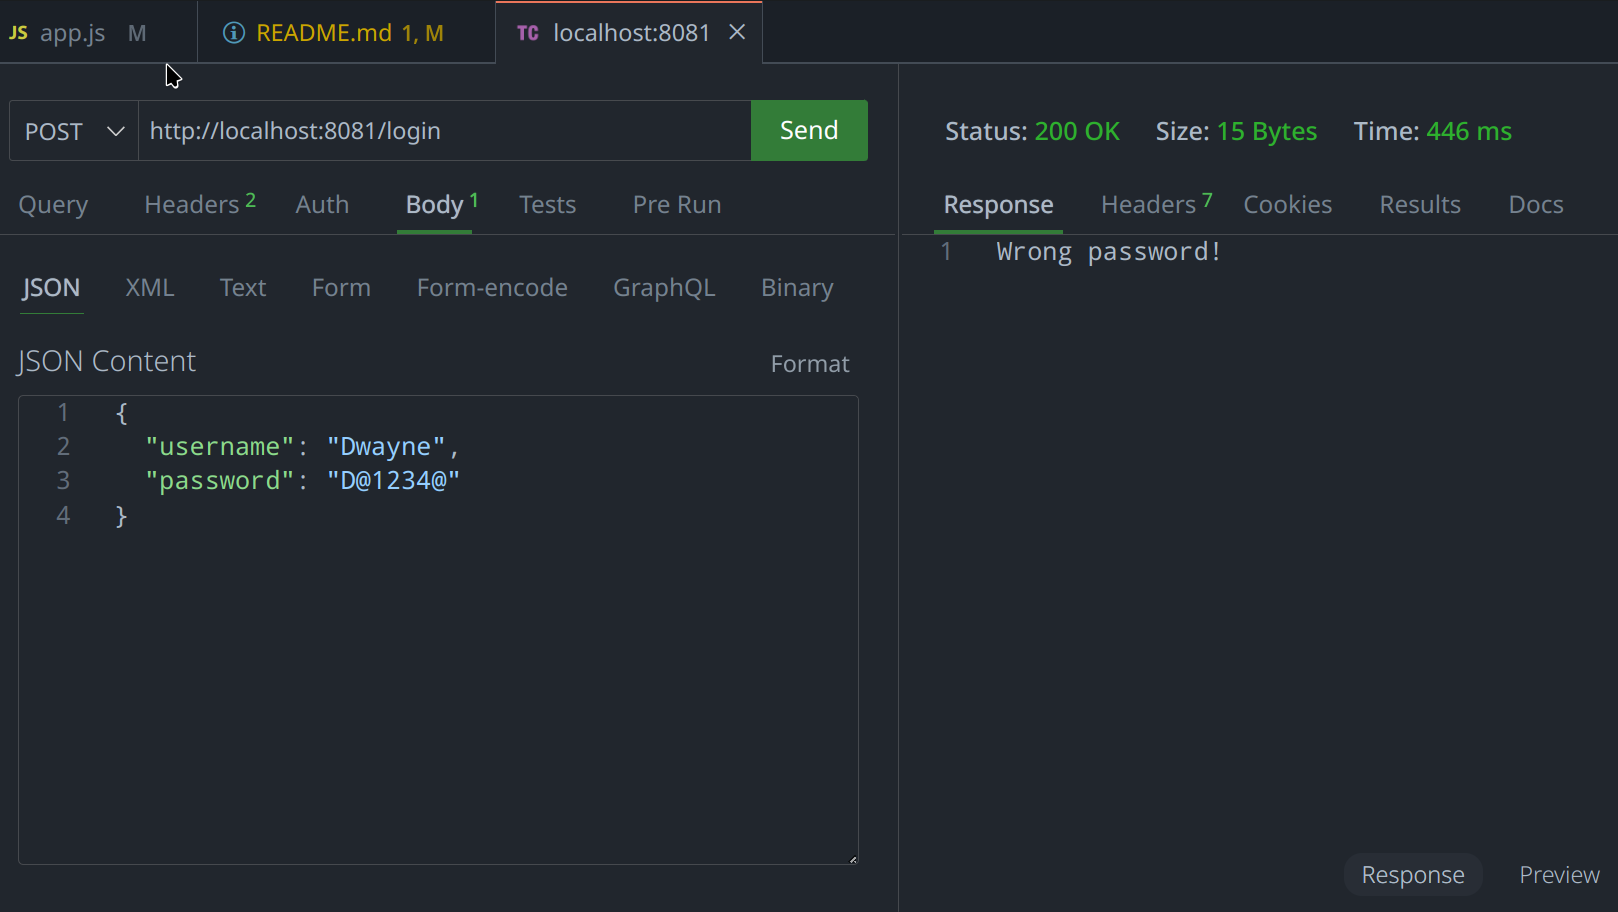 JS app.js M README.md 1, M TC localhost:8081
POST http://localhost:8081/login Send
Query Headers 2 Auth Body 1 Tests Pre Run
JSON XML Text Form Form-encode GraphQL Binary
JSON Content Format
1 {
2 "username": "Dwayne",
3 "password": "D@1234@"
4 }
Status: 200 OK Size: 15 Bytes Time: 446 ms
Response Headers 7 Cookies Results Docs
1 Wrong password!
Response Preview